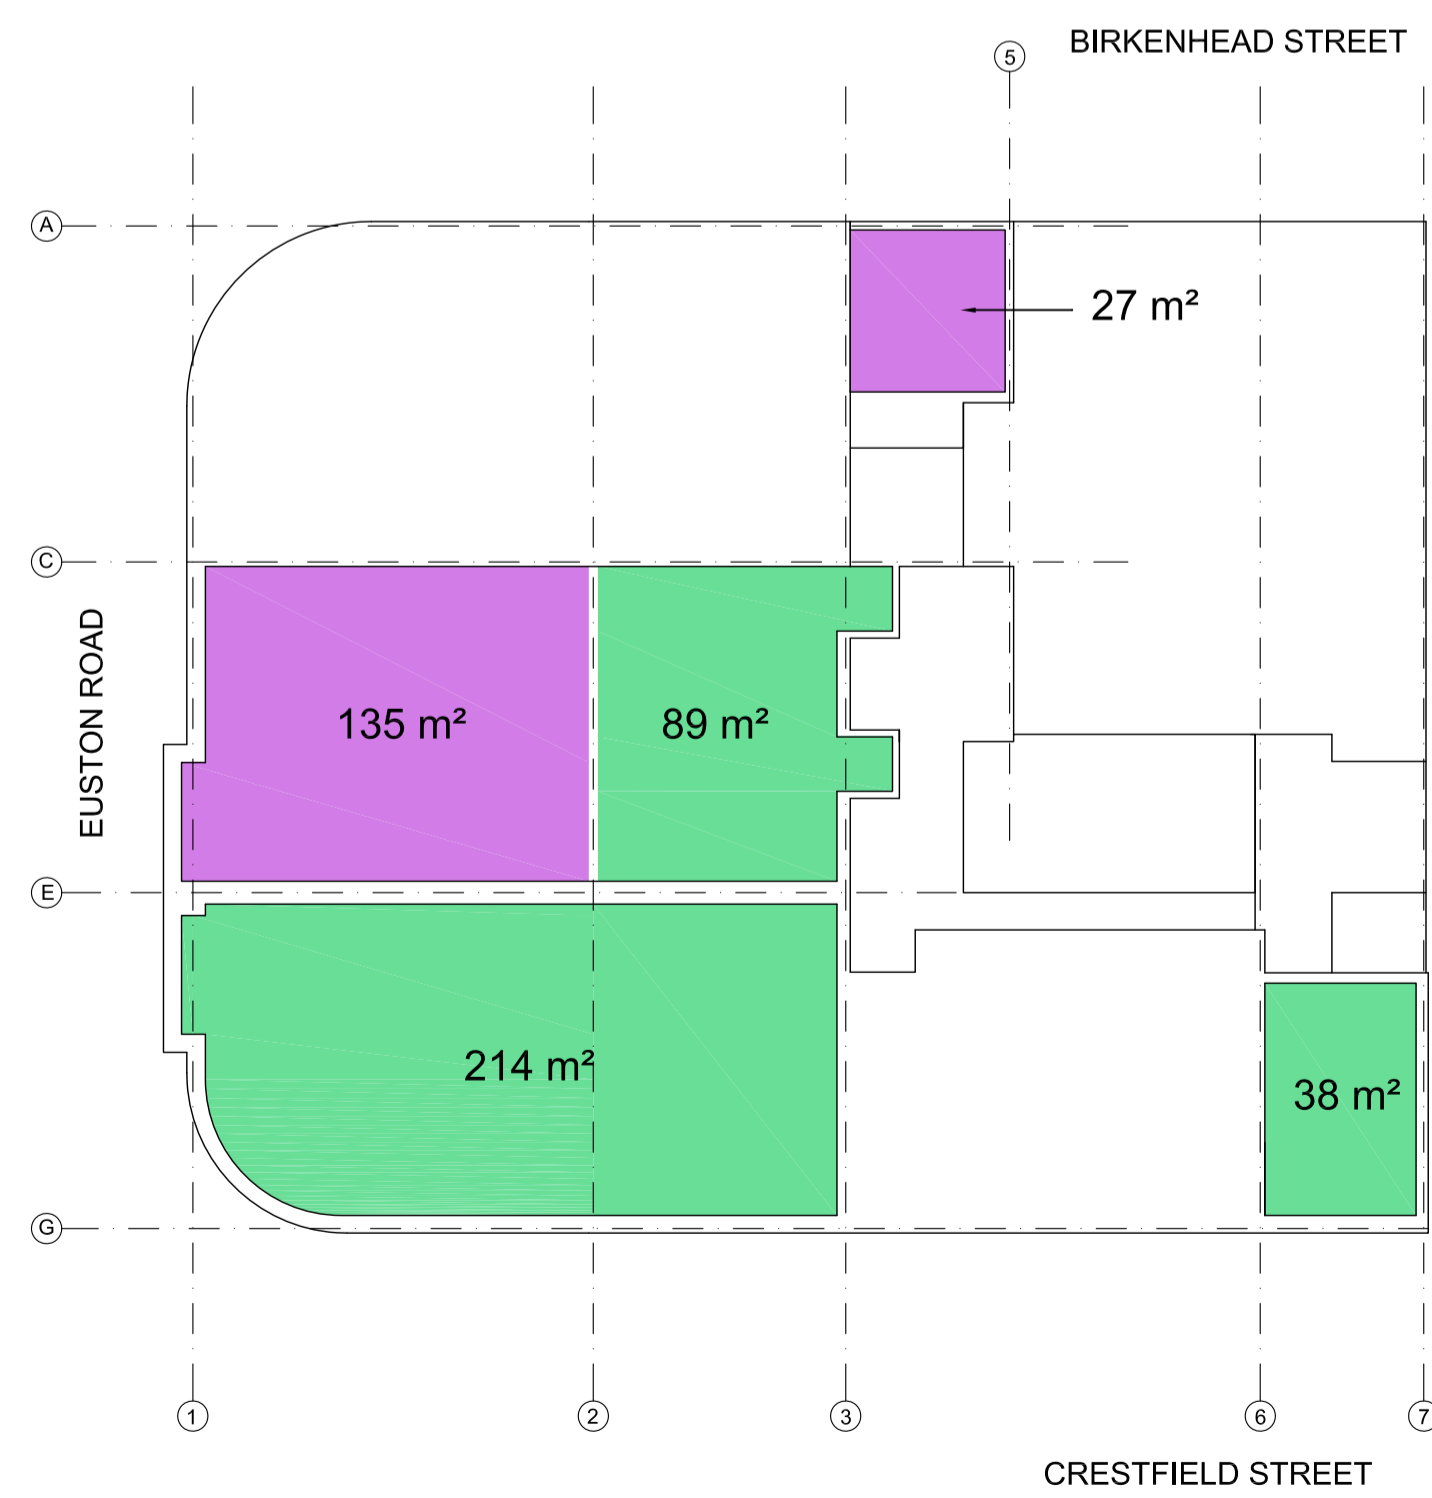 BIRKENHEAD STREET
5
A
27 m²
C
EUSTON ROAD
135 m²
89 m²
E
214 m²
38 m²
G
1
2
3
6
7
CRESTFIELD STREET